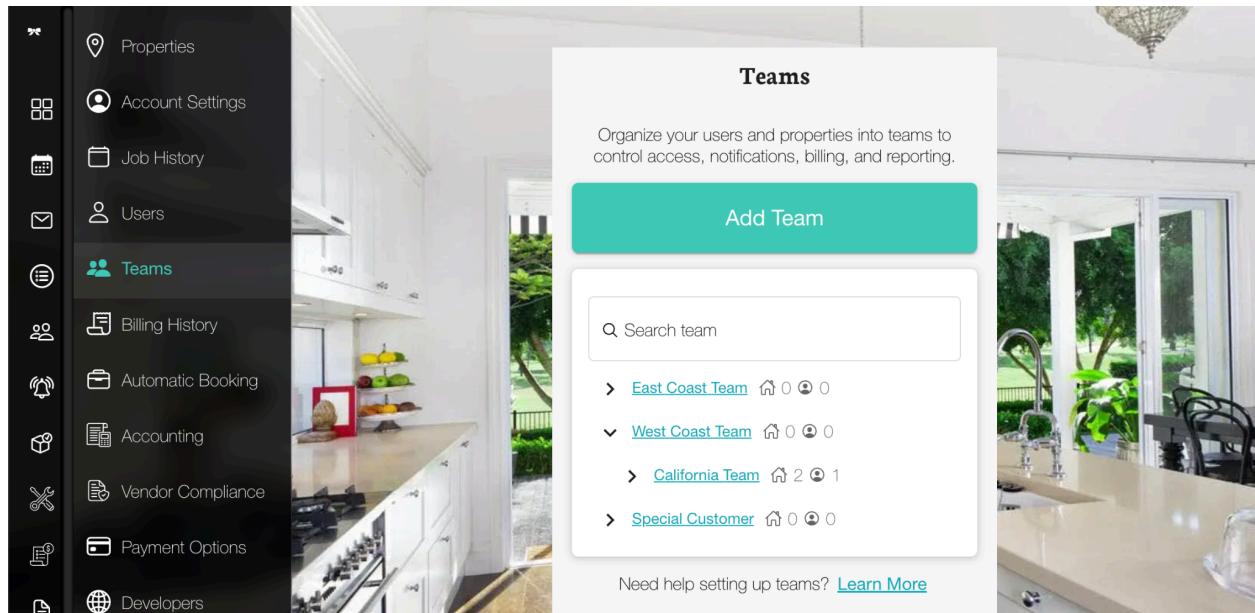 Properties
Account Settings
Job History
Users
Teams
Billing History
Automatic Booking
Accounting
Vendor Compliance
Payment Options
Developers
Teams
Organize your users and properties into teams to
control access, notifications, billing, and reporting.
Add Team
Search team
East Coast Team 0 0
West Coast Team 0 0
California Team 2 1
Special Customer 0 0
Need help setting up teams? Learn More